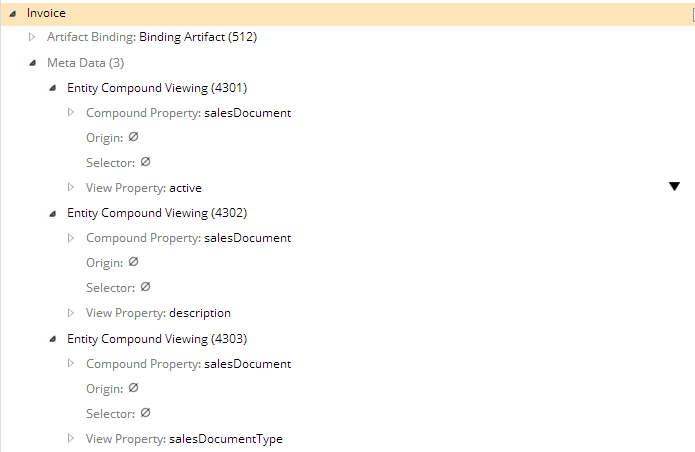 Invoice
Artifact Binding: Binding Artifact (512)
Meta Data (3)
Entity Compound Viewing (4301)
Compound Property: salesDocument
Origin: ∅
Selector: ∅
View Property: active
Entity Compound Viewing (4302)
Compound Property: salesDocument
Origin: ∅
Selector: ∅
View Property: description
Entity Compound Viewing (4303)
Compound Property: salesDocument
Origin: ∅
Selector: ∅
View Property: salesDocumentType